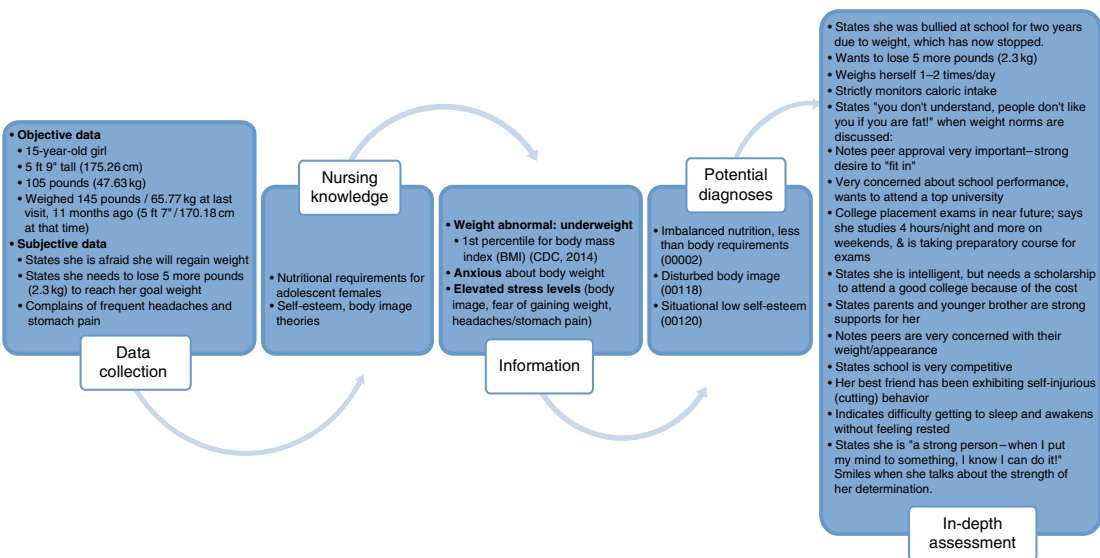 • Objective data
• 15-year-old girl
• 5 ft 9" tall (175.26 cm)
• 105 pounds (47.63 kg)
• Weighed 145 pounds / 65.77 kg at last
visit, 11 months ago (5 ft 7" / 170.18 cm
at that time)
• Subjective data
• States she is afraid she will regain weight
• States she needs to lose 5 more pounds
(2.3 kg) to reach her goal weight
• Complains of frequent headaches and
stomach pain
Data
collection
Nursing
knowledge
• Nutritional requirements for
adolescent females
• Self-esteem, body image
theories
• Weight abnormal: underweight
• 1st percentile for body mass
index (BMI) (CDC, 2014)
• Anxious about body weight
• Elevated stress levels (body
image, fear of gaining weight,
headaches/stomach pain)
Information
Potential
diagnoses
• Imbalanced nutrition, less
than body requirements
(00002)
• Disturbed body image
(00118)
• Situational low self-esteem
(00120)
• States she was bullied at school for two years
due to weight, which has now stopped.
• Wants to lose 5 more pounds (2.3 kg)
• Weighs herself 1–2 times/day
• Strictly monitors caloric intake
• States "you don't understand, people don't like
you if you are fat!" when weight norms are
discussed:
• Notes peer approval very important–strong
desire to "fit in"
• Very concerned about school performance,
wants to attend a top university
• College placement exams in near future; says
she studies 4 hours/night and more on
weekends, & is taking preparatory course for
exams
• States she is intelligent, but needs a scholarship
to attend a good college because of the cost
• States parents and younger brother are strong
supports for her
• Notes peers are very concerned with their
weight/appearance
• States school is very competitive
• Her best friend has been exhibiting self-injurious
(cutting) behavior
• Indicates difficulty getting to sleep and awakens
without feeling rested
• States she is "a strong person–when I put
my mind to something, I know I can do it!"
Smiles when she talks about the strength of
her determination.
In-depth
assessment